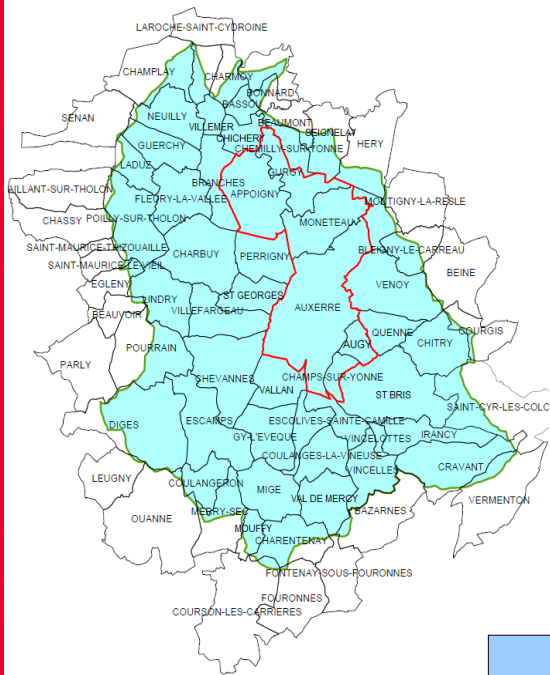 LAROCHE-SAINT-CYDROINE
CHAMPLAY
CHARMOY
BONNARD
BASSOU
SENAN
NEUILLY
VILLEMER
BEAUMONT
SEIGNELAY
CHICHERY
HERY
GUERCHY
CHEMILLY-SUR-YONNE
LADUZ
GURGY
BRANCHES
AILLANT-SUR-THOLON
APPOIGNY
FLEURY-LA-VALLEE
MONTIGNY-LA-RESLE
CHASSY
POILLY-SUR-THOLON
MONETEAU
SAINT-MAURICE-THIZOUAILLE
BLEIGNY-LE-CARREAU
CHARBUY
PERRIGNY
SAINT-MAURICE-LE-VIEIL
BEINE
EGLENY
VENOY
LINDRY
ST GEORGES
AUXERRE
VILLEFARGEAU
BEAUVOIR
COURGIS
QUENNE
CHITRY
POURRAIN
AUGY
PARLY
CHEVANNES
CHAMPS-SUR-YONNE
VALLAN
ST BRIS
SAINT-CYR-LES-COLO
DIGES
ESCAMPS
ESCOLIVES-SAINTE-CAMILLE
GY-L'EVEQUE
VINCELOTTES
IRANCY
COULANGES-LA-VINEUSE
VINCELLES
CRAVANT
LEUGNY
COULANGERON
MIGE
VAL DE MERCY
VERMENTON
OUANNE
MERRY-SEC
BAZARNES
MOUFFY
CHARENTENAY
FONTENAY-SOUS-FOURONNES
FOURONNES
COURSON-LES-CARRIERES